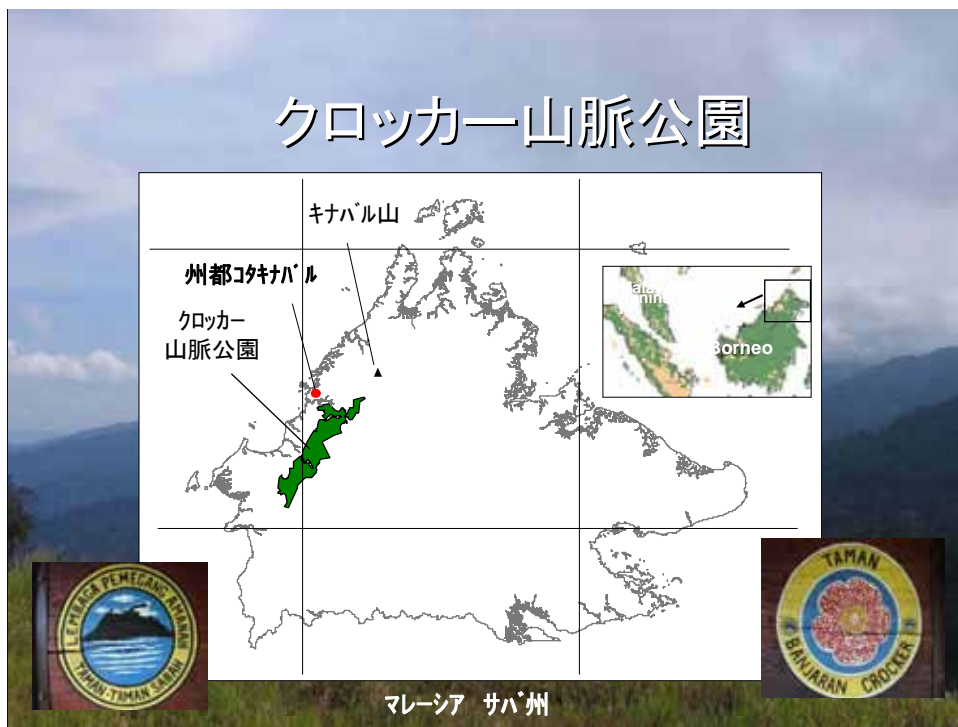 クロッカー山脈公園
キナバル山
州都コタキナバル
クロッカー
山脈公園
Borneo
LEMBAGA PEMEGANG AMANAH
TAMAN-TAMAN SABAH
TAMAN
BANJARAN CROCKER
マレーシア サバ州